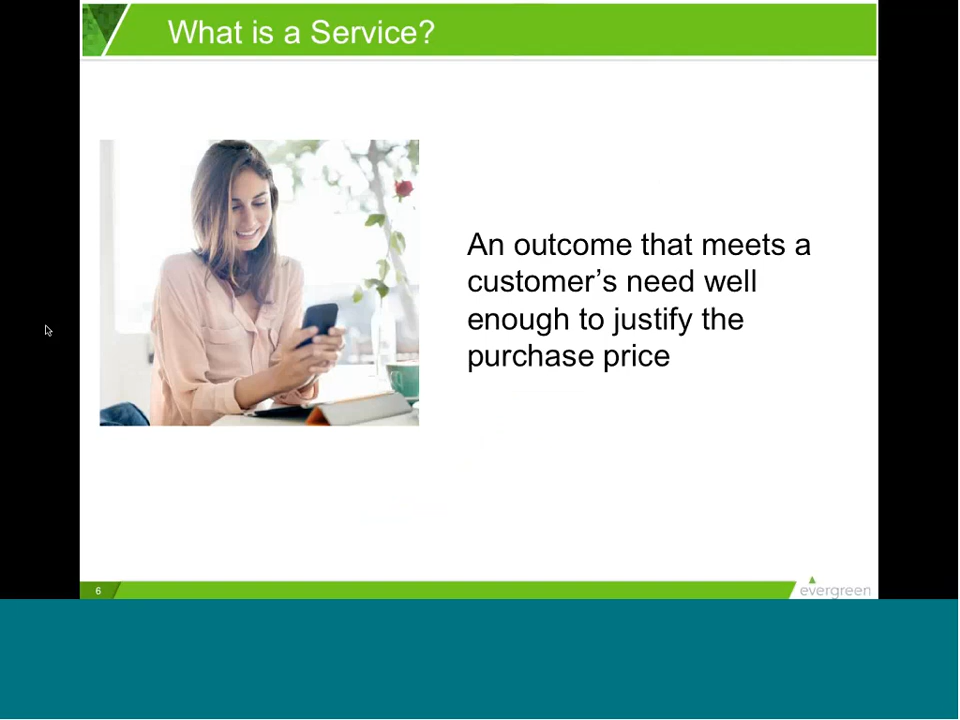 What is a Service?
An outcome that meets a
customer’s need well
enough to justify the
purchase price
6
evergreen